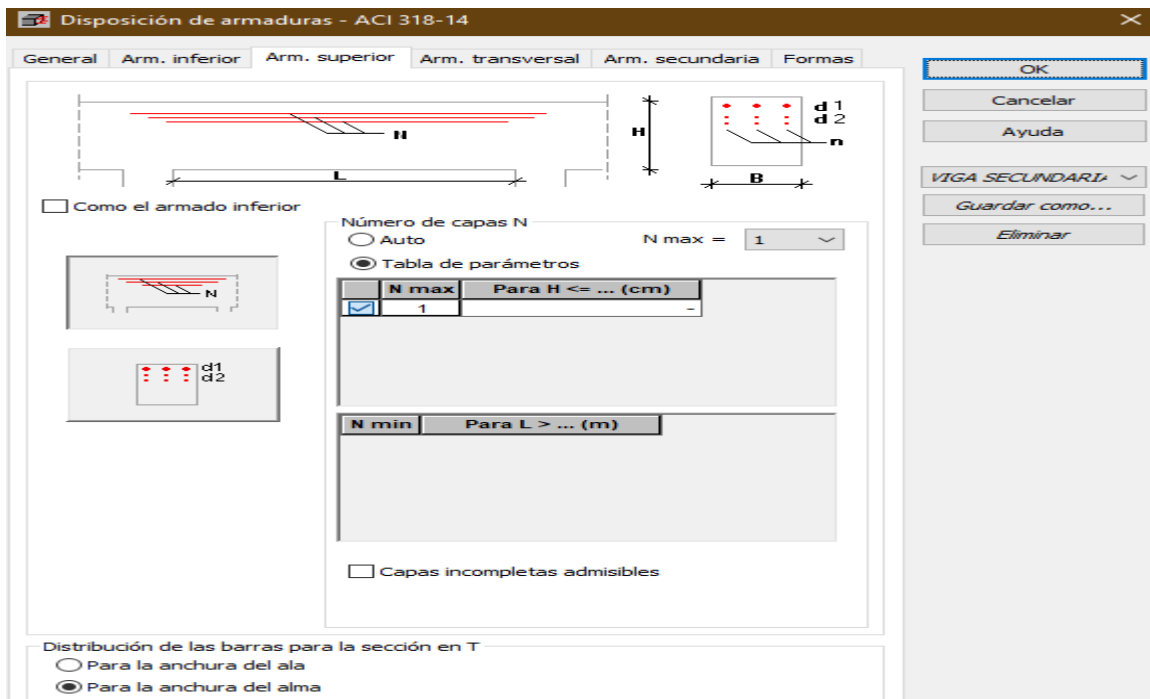 Disposición de armaduras - ACI 318-14
General Arm. inferior Arm. superior Arm. transversal Arm. secundaria Formas
OK
Cancelar
Ayuda
VIGA SECUNDARIA
Guardar como...
Eliminar
N
L
H
d 1
d 2
n
B
Como el armado inferior
Número de capas N
Auto
N max = 1
Tabla de parámetros
N max Para H <= ... (cm)
1 -
N
d1
d2
N min Para L > ... (m)
Capas incompletas admisibles
Distribución de las barras para la sección en T
Para la anchura del ala
Para la anchura del alma